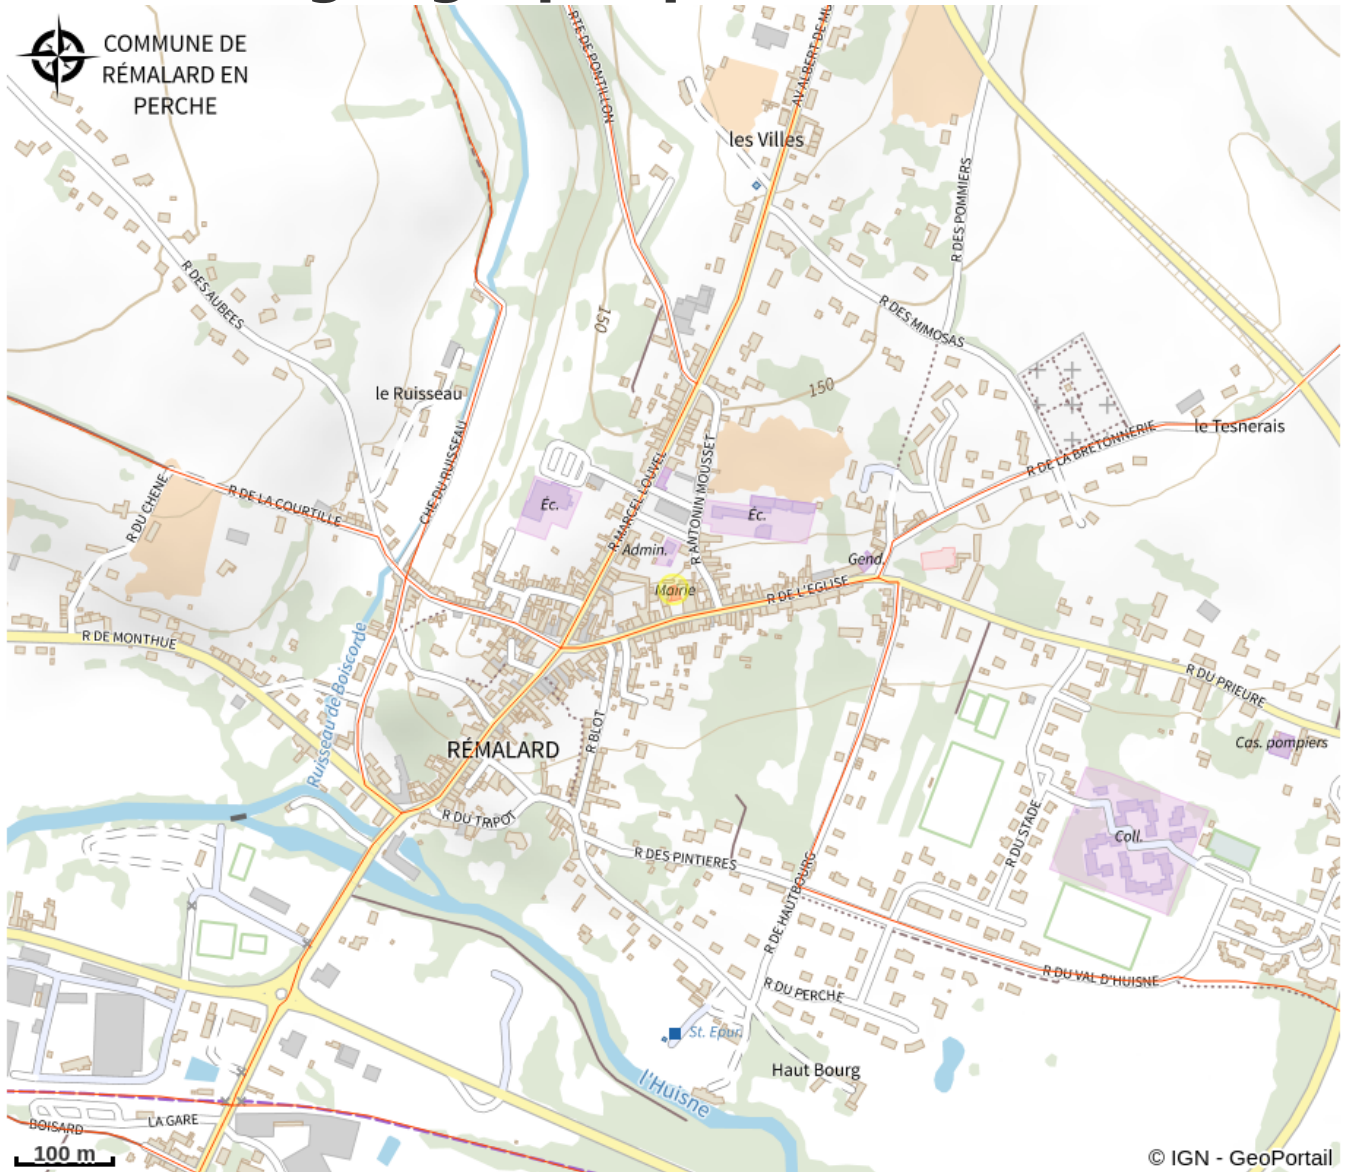 COMMUNE DE
RÉMALARD EN
PERCHE
RTE DE PONTILLON
AV ALBERT DE MU
les Villes
R DES POMMIERS
R DES AUBEES
150
R DES MIMOSAS
le Ruisseau
150
le Tesnerais
R DE LA BRETONNERIE
CHE DU RUISSEAU
R MARCEL LOUVEL
R ANTONIN MOUSSET
R DU CHENE
R DE LA COURTILLE
Éc.
Éc.
Admin.
Gend.
Mairie
R DE L'ÉGLISE
R DE MONTHUE
Ruisseau de Boiscorde
R DU PRIEURE
R BLOT
RÉMALARD
Cas. pompiers
R DU TRIPOT
R DU STADE
Coll.
R DES PINTIERES
R DE HAUTBOURG
R DU VAL D'HUISNE
R DU PERCHE
St. Epur.
Haut Bourg
l'Huisne
LA GARE
BOISARD
100 m
© IGN - GeoPortail